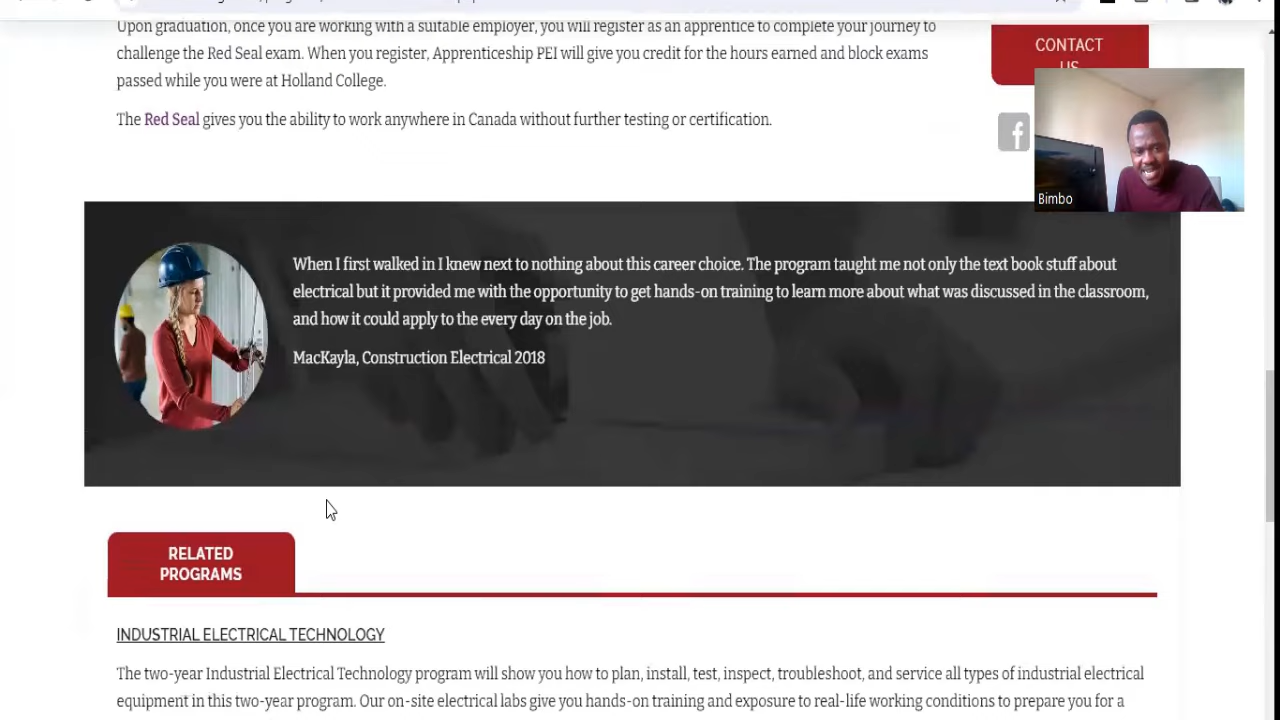 Upon graduation, once you are working with a suitable employer, you will register as an apprentice to complete your journey to
challenge the Red Seal exam. When you register, Apprenticeship PEI will give you credit for the hours earned and block exams
passed while you were at Holland College.
The Red Seal gives you the ability to work anywhere in Canada without further testing or certification.
CONTACT
US
f
Bimbo
When I first walked in I knew next to nothing about this career choice. The program taught me not only the text book stuff about
electrical but it provided me with the opportunity to get hands-on training to learn more about what was discussed in the classroom,
and how it could apply to the every day on the job.
MacKayla, Construction Electrical 2018
RELATED
PROGRAMS
INDUSTRIAL ELECTRICAL TECHNOLOGY
The two-year Industrial Electrical Technology program will show you how to plan, install, test, inspect, troubleshoot, and service all types of industrial electrical
equipment in this two-year program. Our on-site electrical labs give you hands-on training and exposure to real-life working conditions to prepare you for a